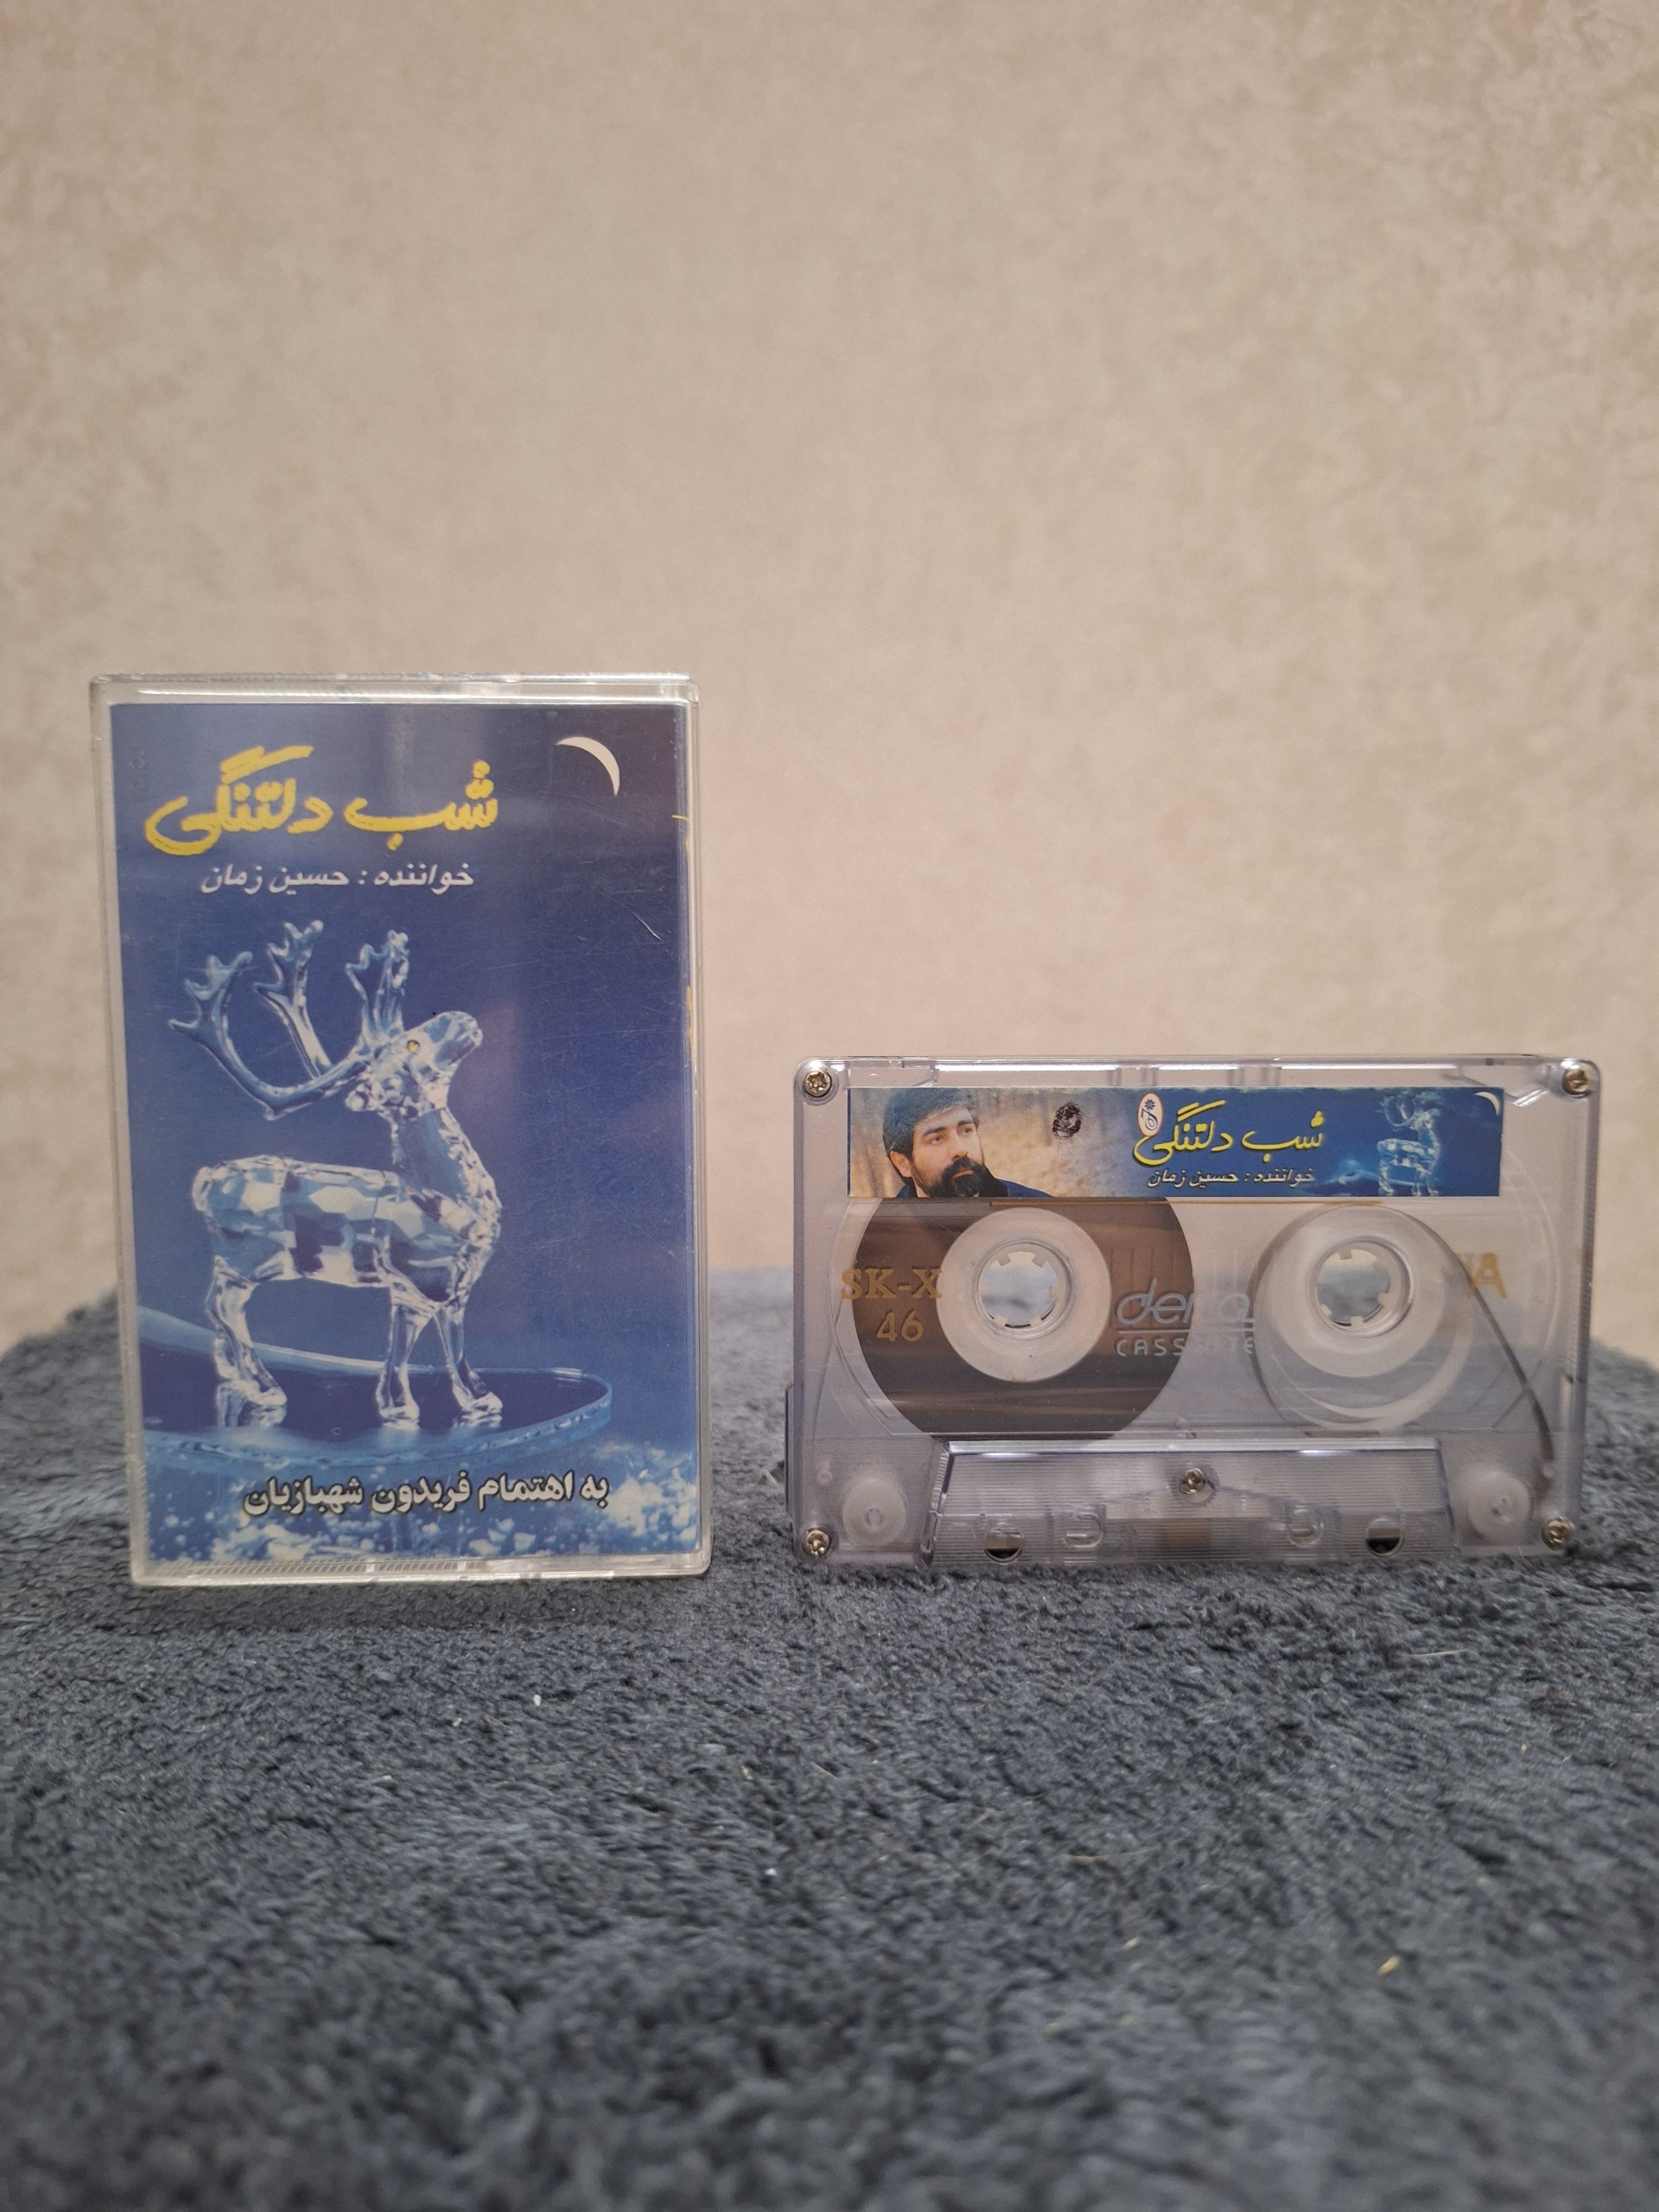 شب دلتنگی
خواننده : حسین زمان
به اهتمام فریدون شهبازیان
شب دلتنگی
خواننده : حسین زمان
SK-X
46
CASSETTE
A